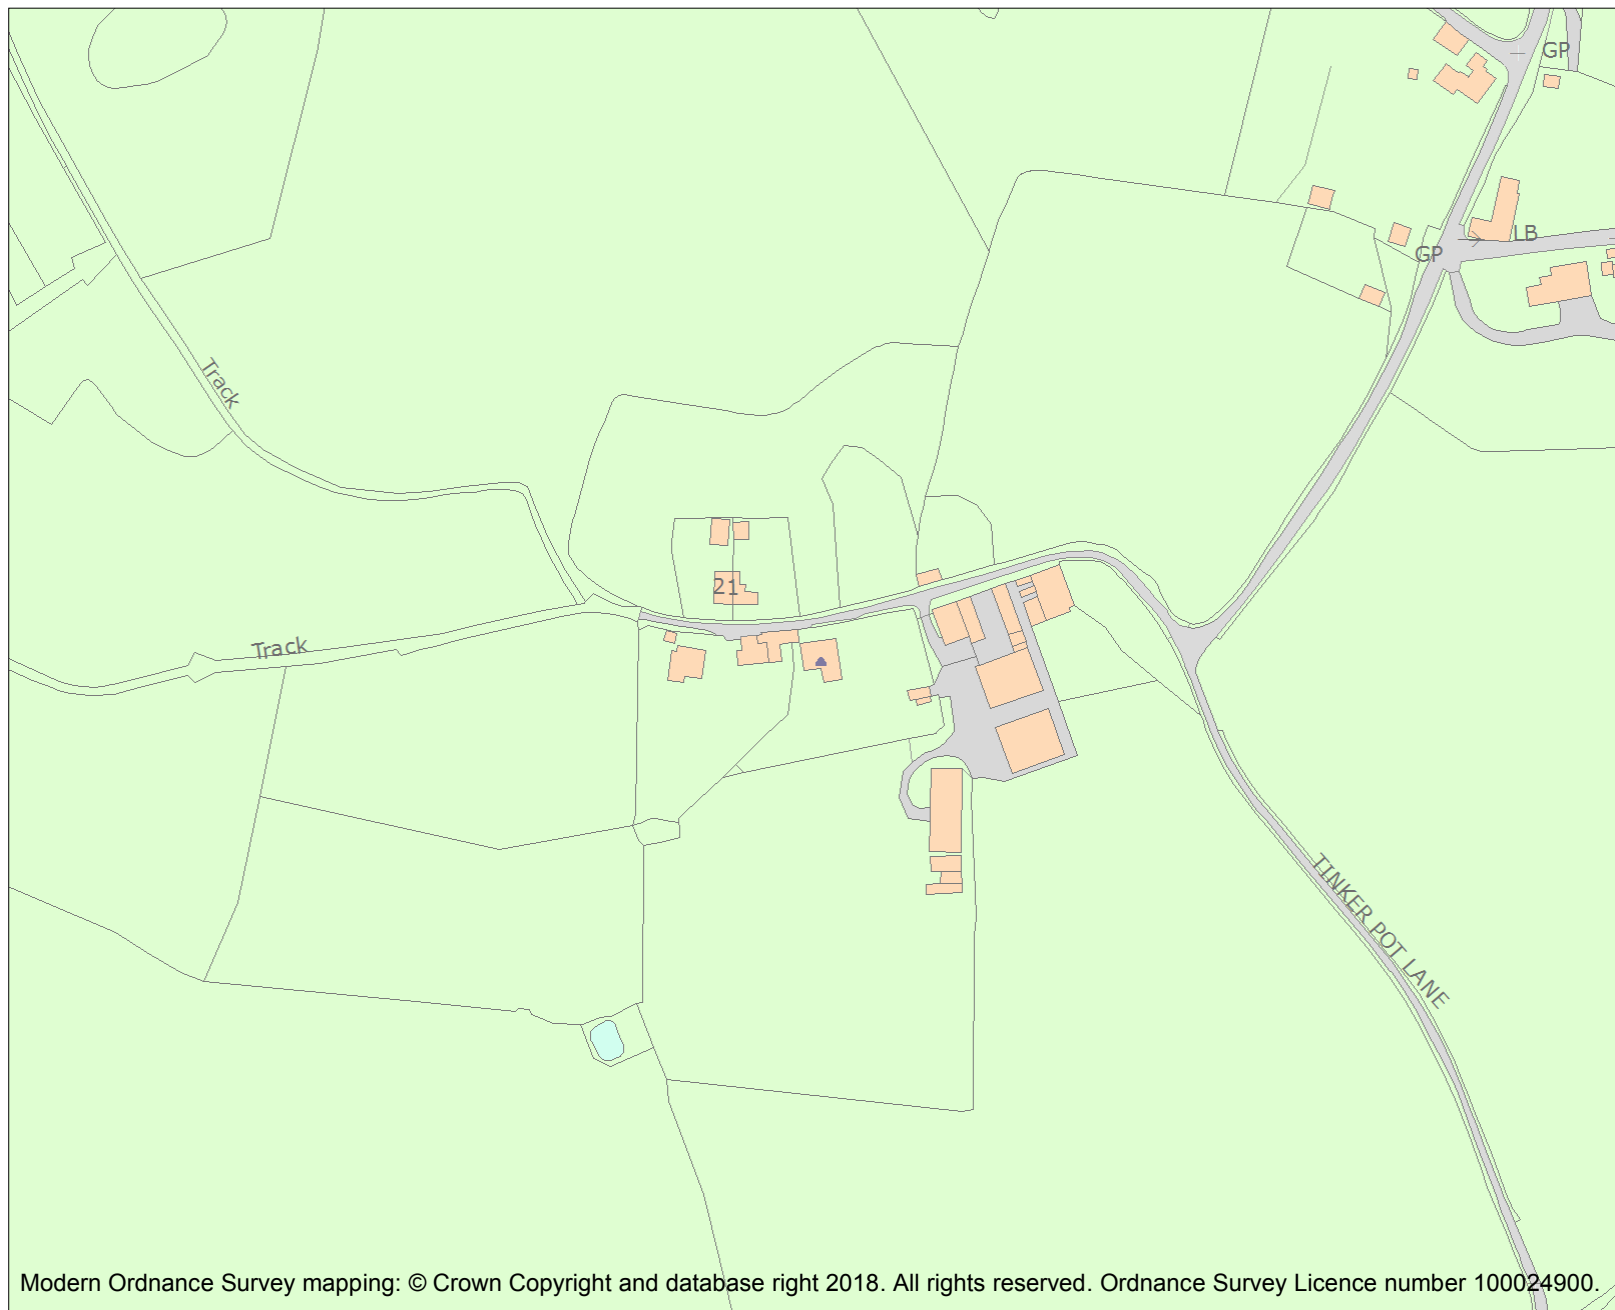 GP
LB
GP
Track
21
Track
TINKER POT LANE
Modern Ordnance Survey mapping: © Crown Copyright and database right 2018. All rights reserved. Ordnance Survey Licence number 100024900.